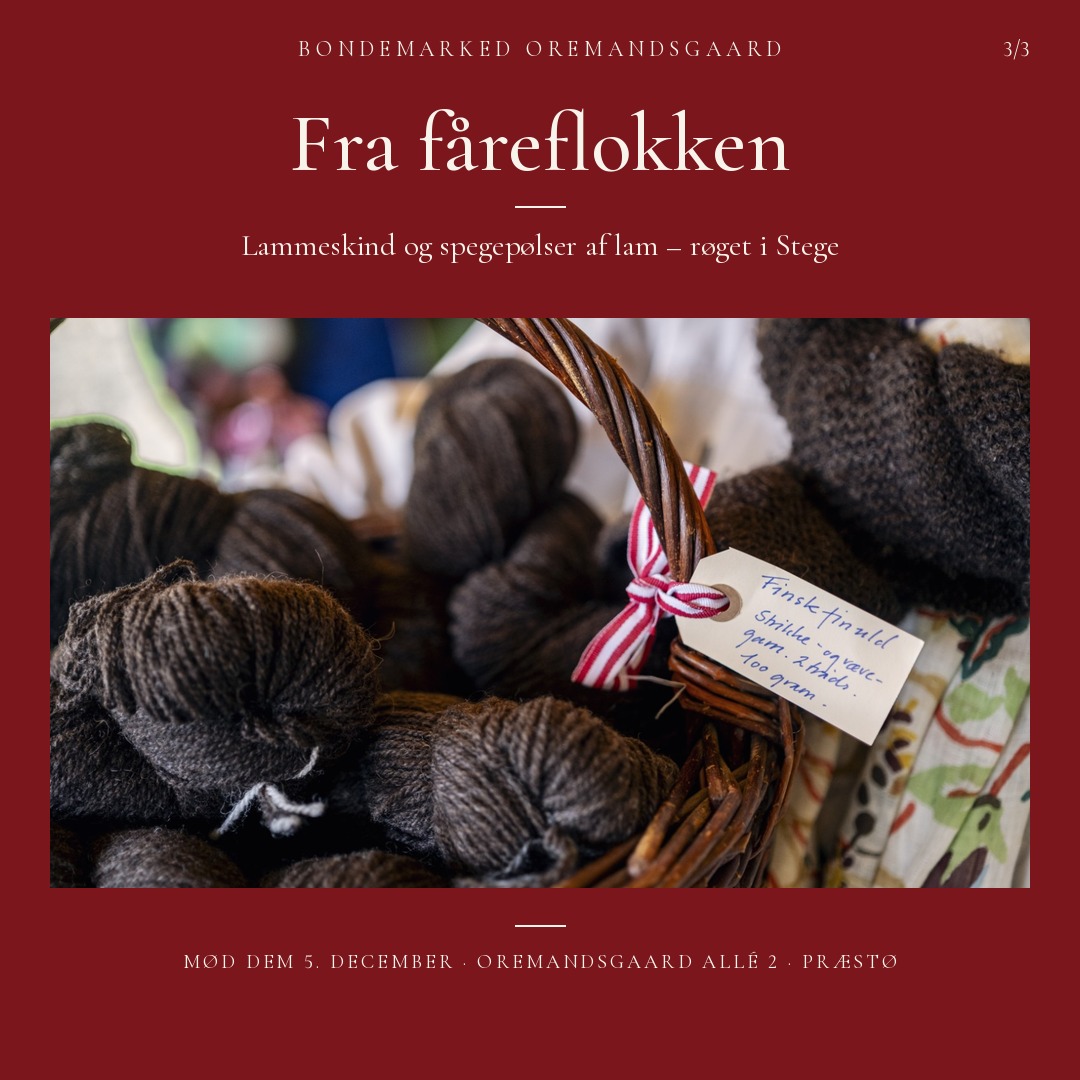 BONDEMARKED OREMANDSGAARD
3/3
Fra fåreflokken
Lammeskind og spegepølser af lam – røget i Stege
Finsk finuld
Strikke- og væve-
garn. 2 tråds.
100 gram.
MØD DEM 5. DECEMBER · OREMANDSGAARD ALLÉ 2 · PRÆSTØ